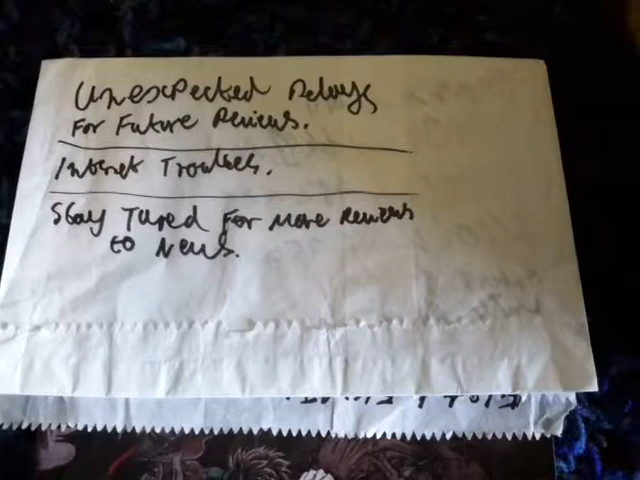 Unexpected Delays
For Future Reviews.
Internet Troubles.
Stay Tuned For More Reviews
to News.